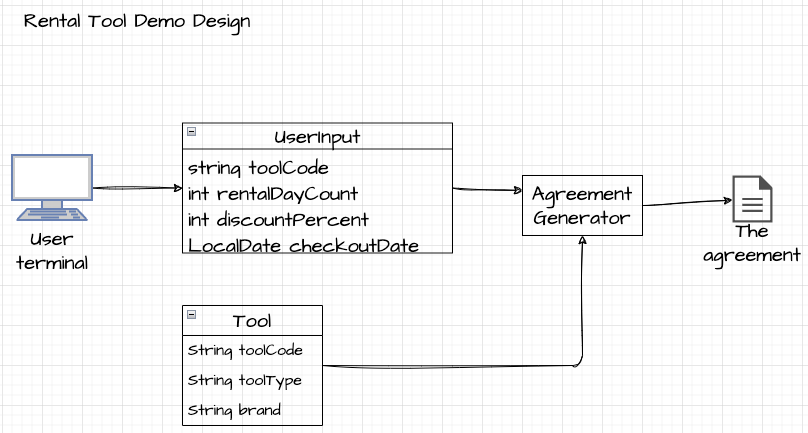 Rental Tool Demo Design
UserInput
string toolCode
int rentalDayCount
int discountPercent
LocalDate checkoutDate
User
terminal
Agreement
Generator
The
agreement
Tool
String toolCode
String toolType
String brand